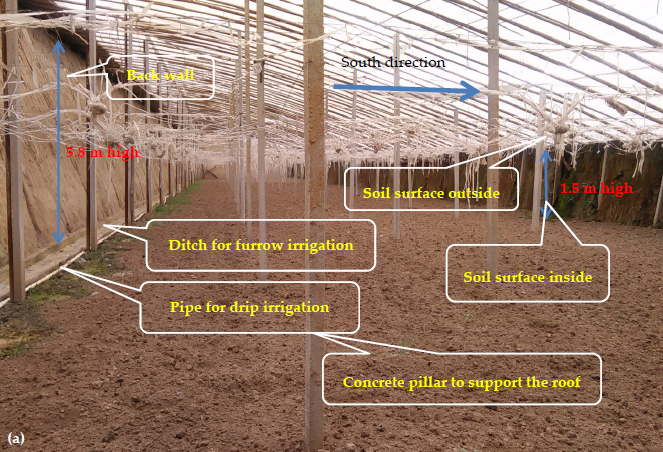 South direction
Back wall
5.8 m high
Soil surface outside
1.5 m high
Ditch for furrow irrigation
Soil surface inside
Pipe for drip irrigation
Concrete pillar to support the roof
(a)